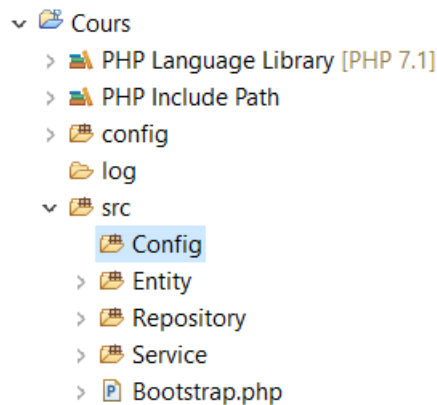 Cours
PHP Language Library [PHP 7.1]
PHP Include Path
config
log
src
Config
Entity
Repository
Service
Bootstrap.php